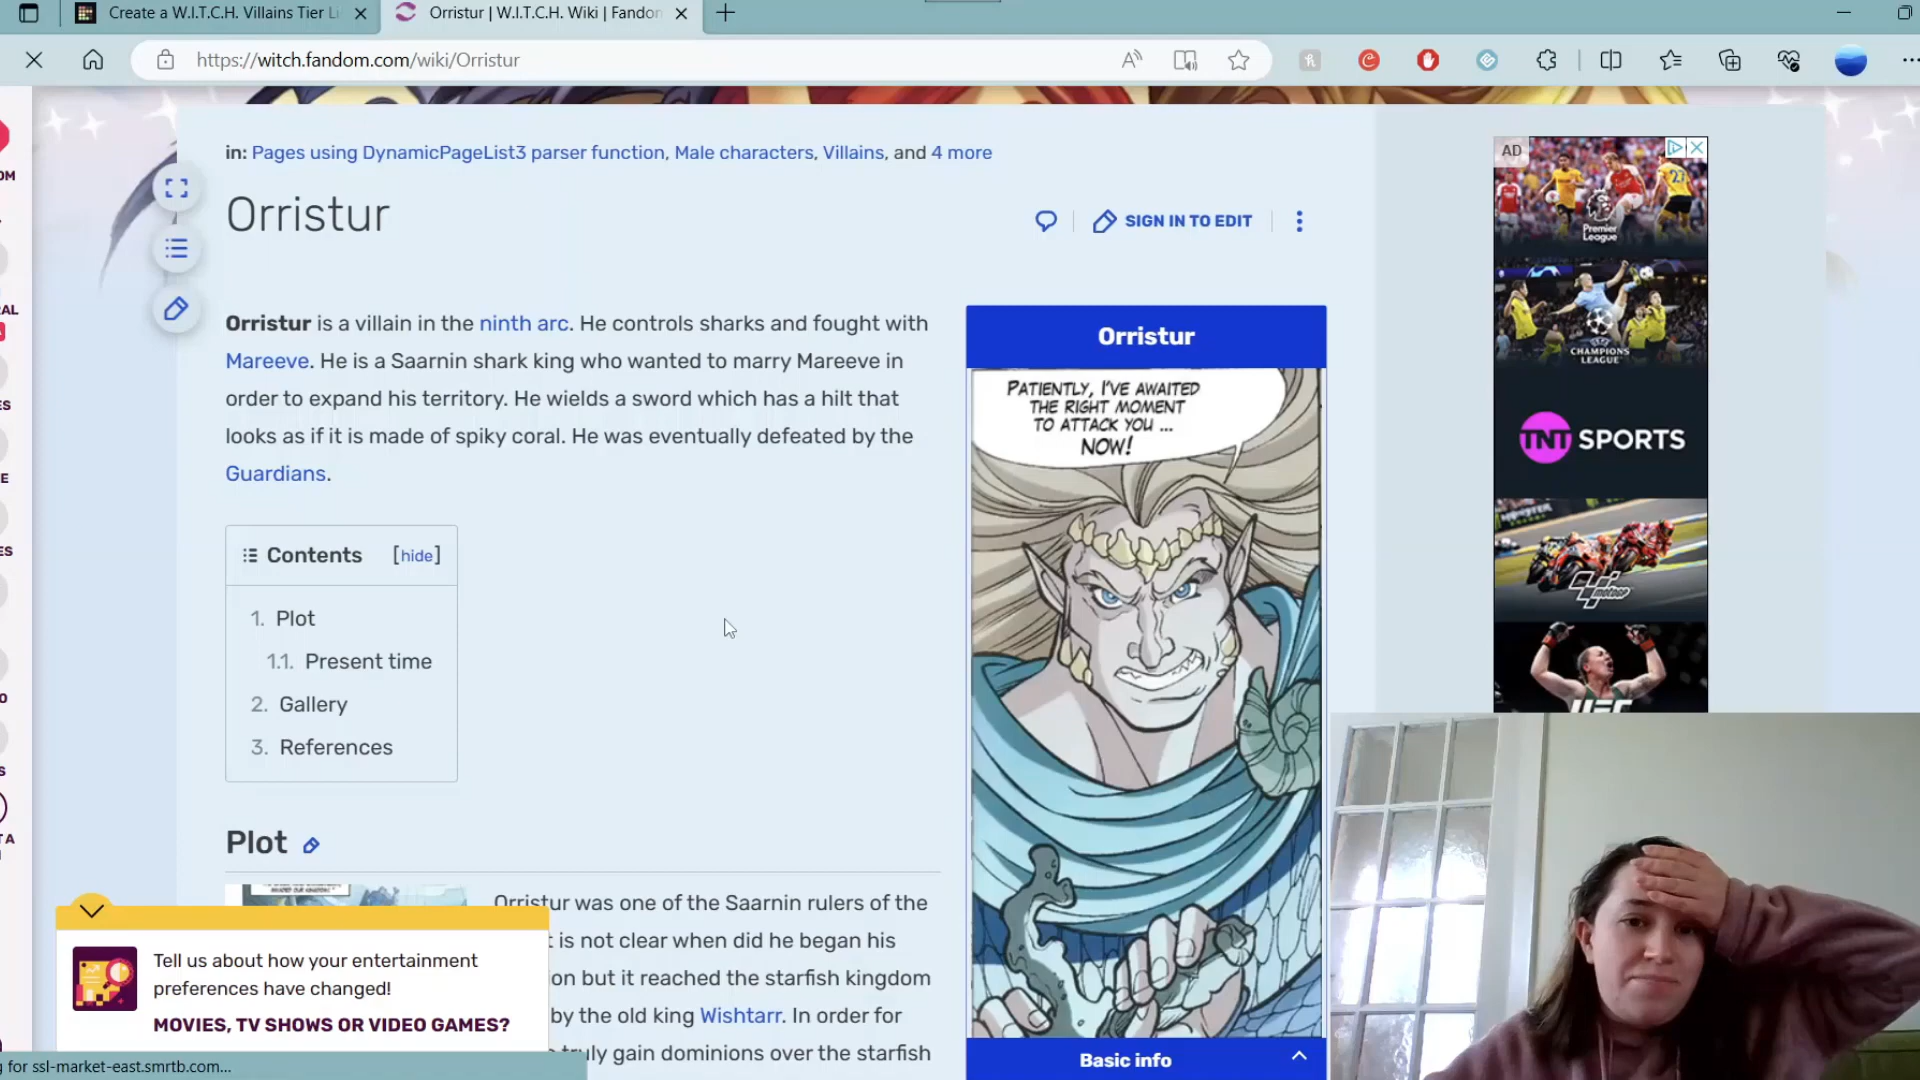 Create a W.I.T.C.H. Villains Tier Li
Orristur | W.I.T.C.H. Wiki | Fandom
https://witch.fandom.com/wiki/Orristur
in: Pages using DynamicPageList3 parser function, Male characters, Villains, and 4 more
Orristur
SIGN IN TO EDIT
Orristur is a villain in the ninth arc. He controls sharks and fought with
Mareeve. He is a Saarnin shark king who wanted to marry Mareeve in
order to expand his territory. He wields a sword which has a hilt that
looks as if it is made of spiky coral. He was eventually defeated by the
Guardians.
Contents [hide]
1. Plot
1.1. Present time
2. Gallery
3. References
Plot
Orristur was one of the Saarnin rulers of the
t is not clear when did he began his
on but it reached the starfish kingdom
by the old king Wishtarr. In order for
truly gain dominions over the starfish
Orristur
PATIENTLY, I'VE AWAITED
THE RIGHT MOMENT
TO ATTACK YOU ...
NOW!
Basic info
AD
Premier
League
27
CHAMPIONS
LEAGUE
TNT SPORTS
UFC
Tell us about how your entertainment
preferences have changed!
MOVIES, TV SHOWS OR VIDEO GAMES?
g for ssl-market-east.smrtb.com...